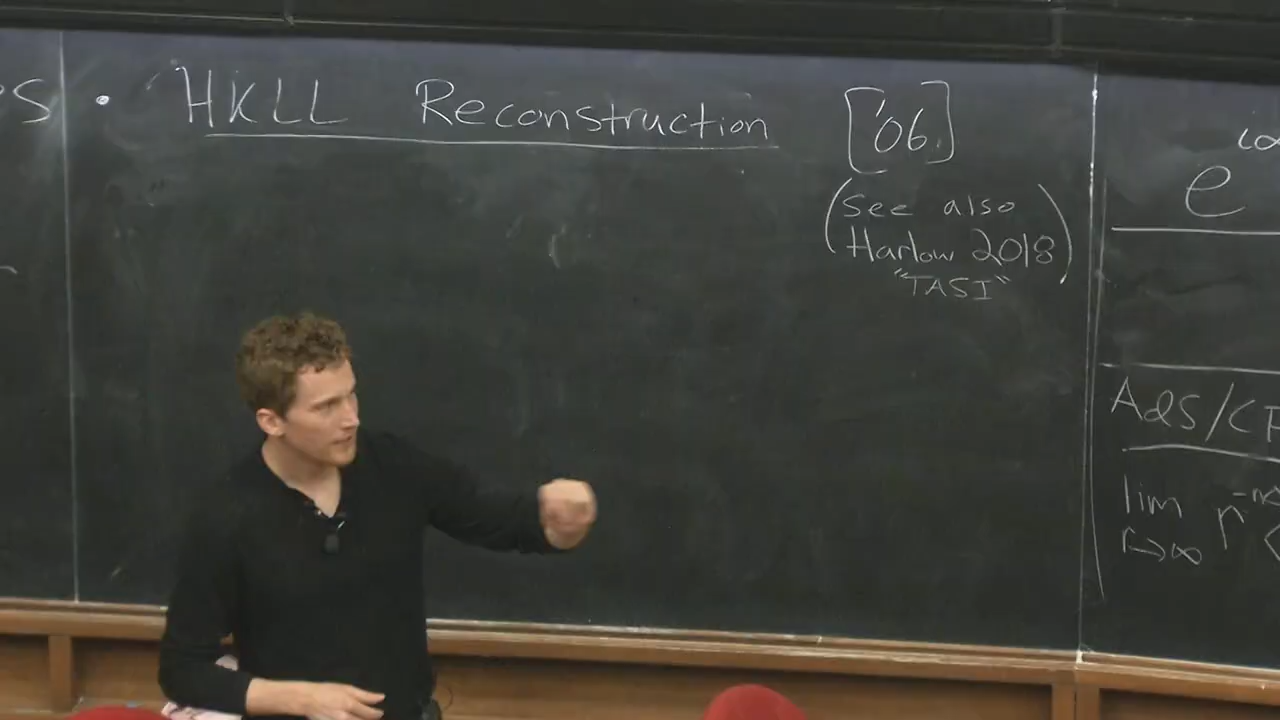 • HKLL Reconstruction ['06]
(see also
Harlow 2018)
"TASI"
e
AdS/CF
lim
r→∞